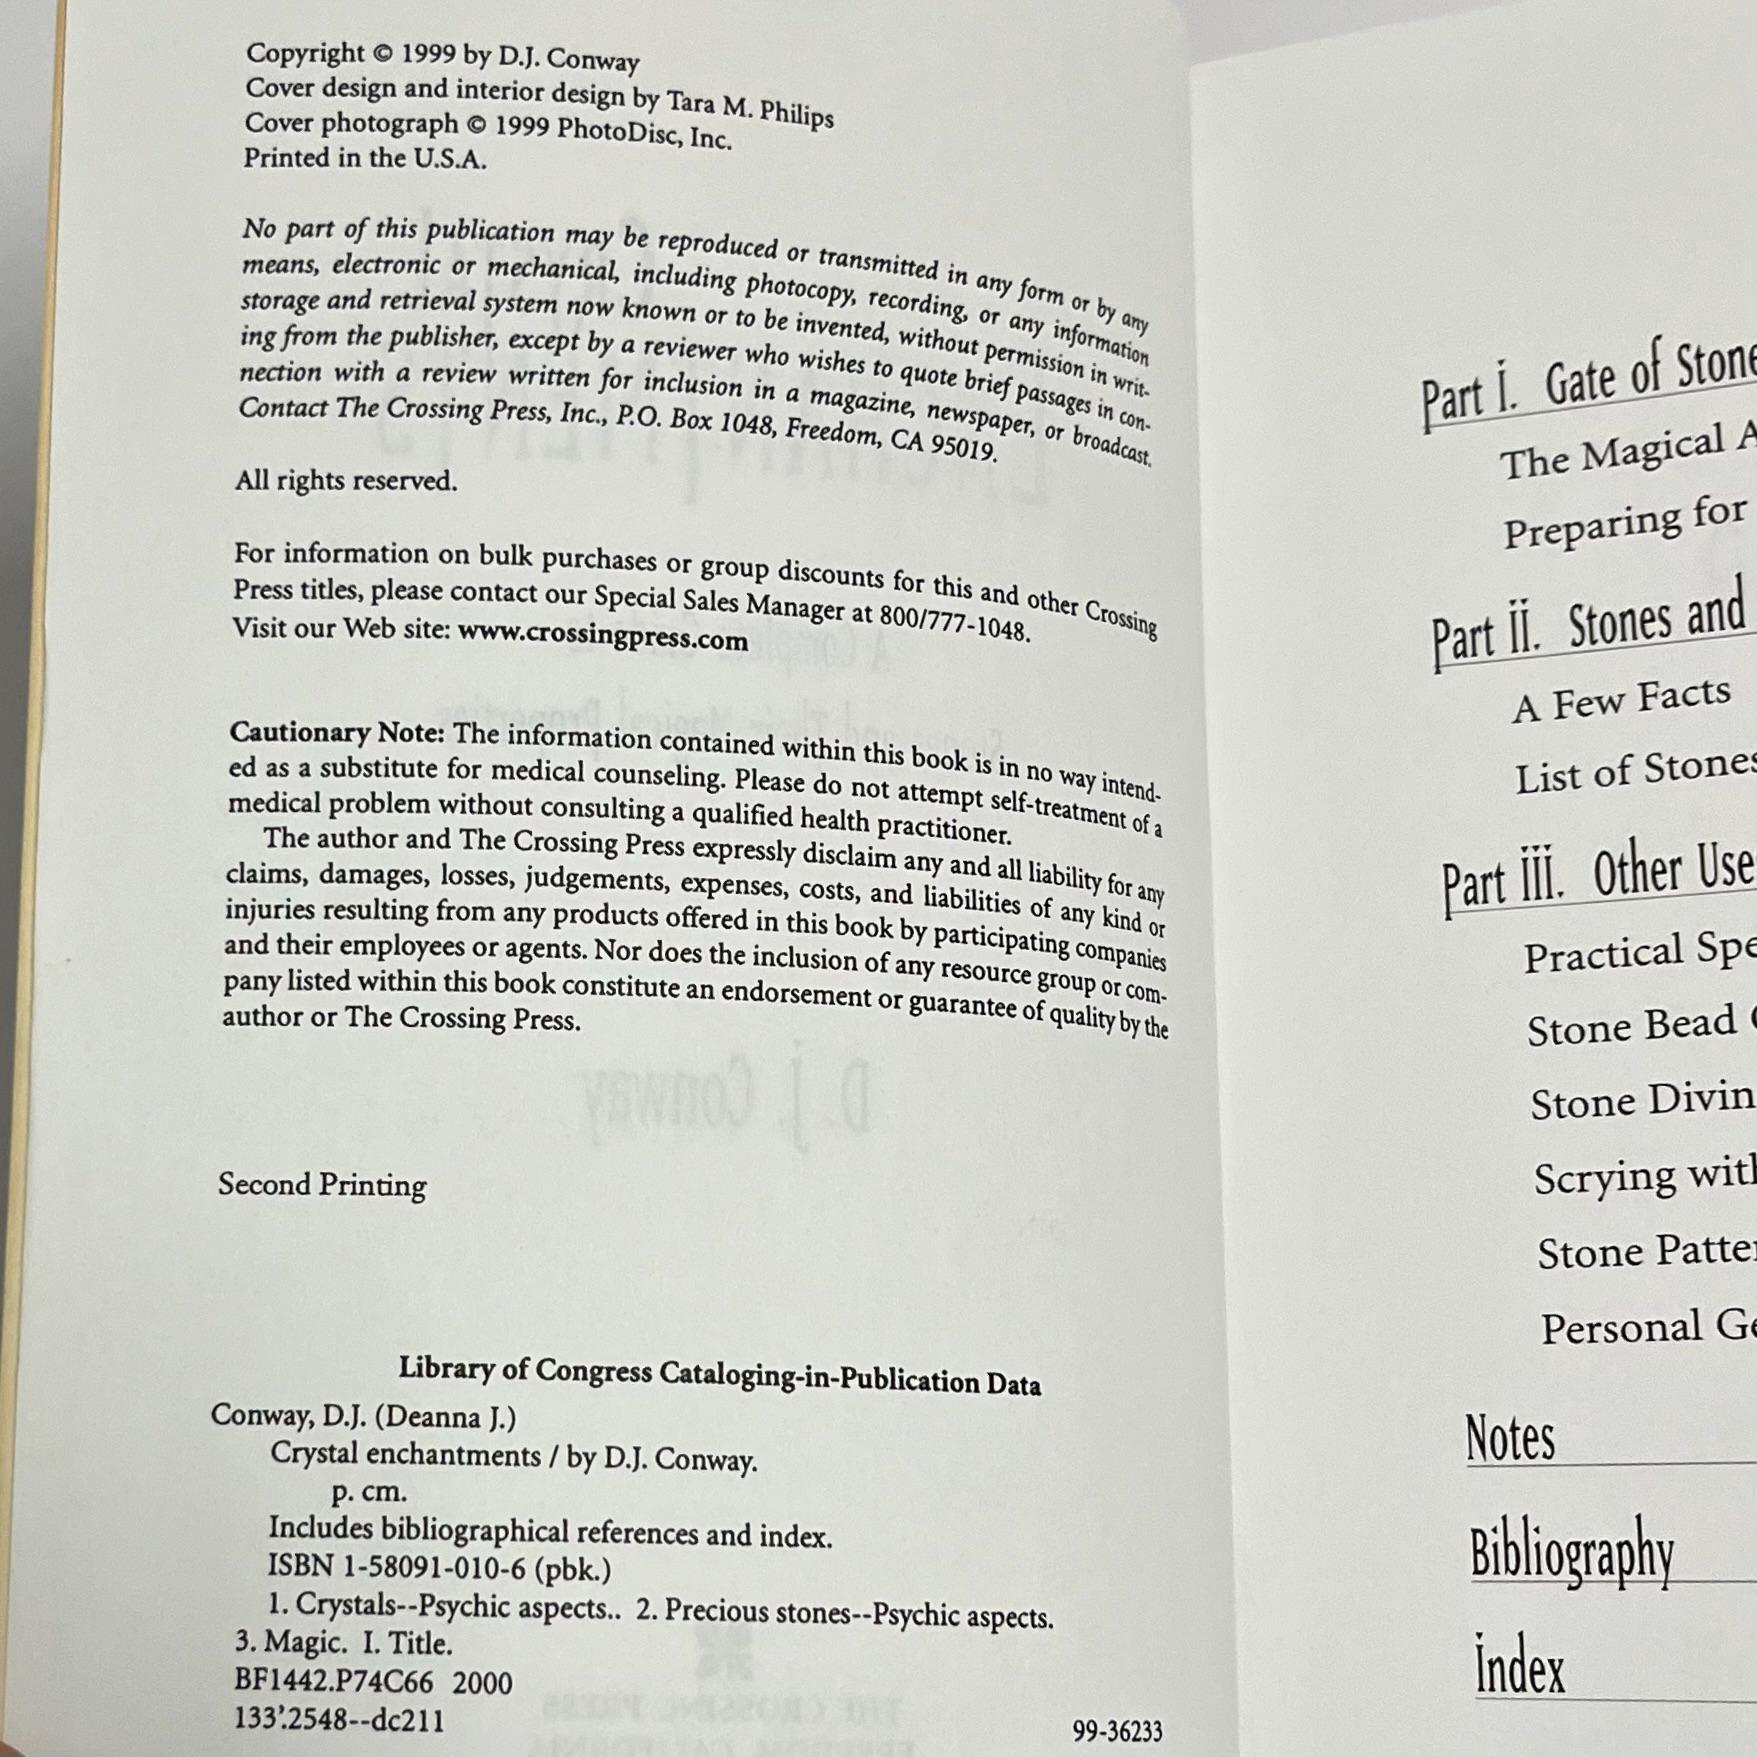 Copyright © 1999 by D.J. Conway
Cover design and interior design by Tara M. Philips
Cover photograph © 1999 PhotoDisc, Inc.
Printed in the U.S.A.
No part of this publication may be reproduced or transmitted in any form or by any
means, electronic or mechanical, including photocopy, recording, or any information
storage and retrieval system now known or to be invented, without permission in writ-
ing from the publisher, except by a reviewer who wishes to quote brief passages in con-
nection with a review written for inclusion in a magazine, newspaper, or broadcast.
Contact The Crossing Press, Inc., P.O. Box 1048, Freedom, CA 95019.
All rights reserved.
For information on bulk purchases or group discounts for this and other Crossing
Press titles, please contact our Special Sales Manager at 800/777-1048.
Visit our Web site: www.crossingpress.com
Cautionary Note: The information contained within this book is in no way intend-
ed as a substitute for medical counseling. Please do not attempt self-treatment of a
medical problem without consulting a qualified health practitioner.
The author and The Crossing Press expressly disclaim any and all liability for any
claims, damages, losses, judgements, expenses, costs, and liabilities of any kind or
injuries resulting from any products offered in this book by participating companies
and their employees or agents. Nor does the inclusion of any resource group or com-
pany listed within this book constitute an endorsement or guarantee of quality by the
author or The Crossing Press.
Second Printing
Library of Congress Cataloging-in-Publication Data
Conway, D.J. (Deanna J.)
Crystal enchantments / by D.J. Conway.
p. cm.
Includes bibliographical references and index.
ISBN 1-58091-010-6 (pbk.)
1. Crystals--Psychic aspects.. 2. Precious stones--Psychic aspects.
3. Magic. I. Title.
BF1442.P74C66 2000
133'.2548--dc211
99-36233
Part I. Gate of Stone
The Magical A
Preparing for
Part II. Stones and
A Few Facts
List of Stones
Part III. Other Use
Practical Spe
Stone Bead
Stone Divin
Scrying with
Stone Patter
Personal Ge
Notes
Bibliography
Index